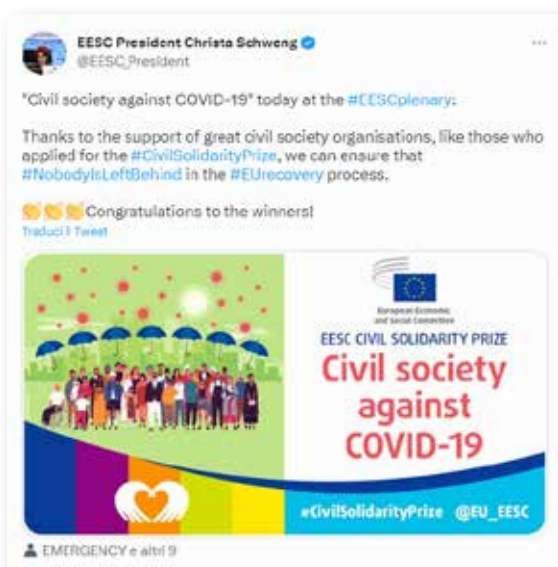 EESC President Christa Schweng
@EESC_President
"Civil society against COVID-19" today at the #EESCplenary:
Thanks to the support of great civil society organisations, like those who
applied for the #CivilSolidarityPrize, we can ensure that
#NobodyIsLeftBehind in the #EUrecovery process.
👏👏👏Congratulations to the winners!
Traduci il Tweet
European Economic
and Social Committee
EESC CIVIL SOLIDARITY PRIZE
Civil society
against
COVID-19
#CivilSolidarityPrize @EU_EESC
EMERGENCY e altri 9